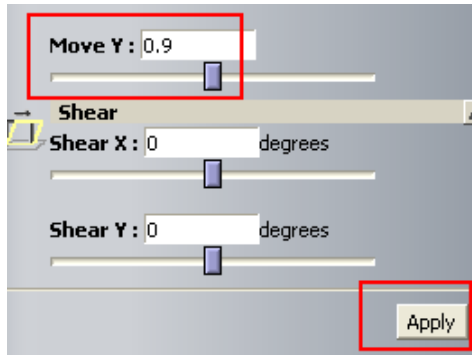 Move Y : 0.9
Shear
Shear X : 0 degrees
Shear Y : 0 degrees
Apply